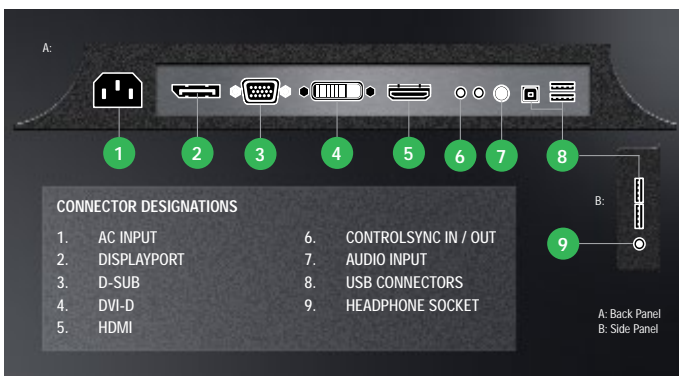 A:
1 2 3 4 5 6 7 8
B:
9
CONNECTOR DESIGNATIONS
1. AC INPUT
2. DISPLAYPORT
3. D-SUB
4. DVI-D
5. HDMI
6. CONTROLSYNC IN / OUT
7. AUDIO INPUT
8. USB CONNECTORS
9. HEADPHONE SOCKET
A: Back Panel
B: Side Panel